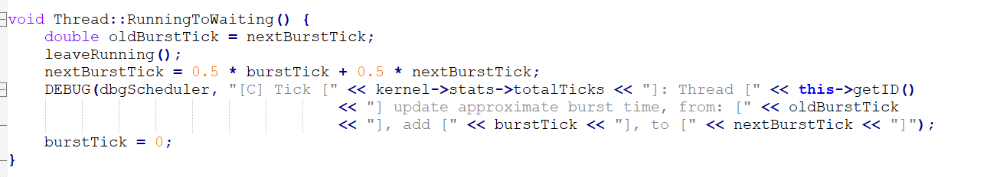 void Thread::RunningToWaiting() {
    double oldBurstTick = nextBurstTick;
    leaveRunning();
    nextBurstTick = 0.5 * burstTick + 0.5 * nextBurstTick;
    DEBUG(dbgScheduler, "[C] Tick [" << kernel->stats->totalTicks << "]: Thread [" << this->getID()
                                    << "] update approximate burst time, from: [" << oldBurstTick
                                    << "], add [" << burstTick << "], to [" << nextBurstTick << "]");
    burstTick = 0;
}